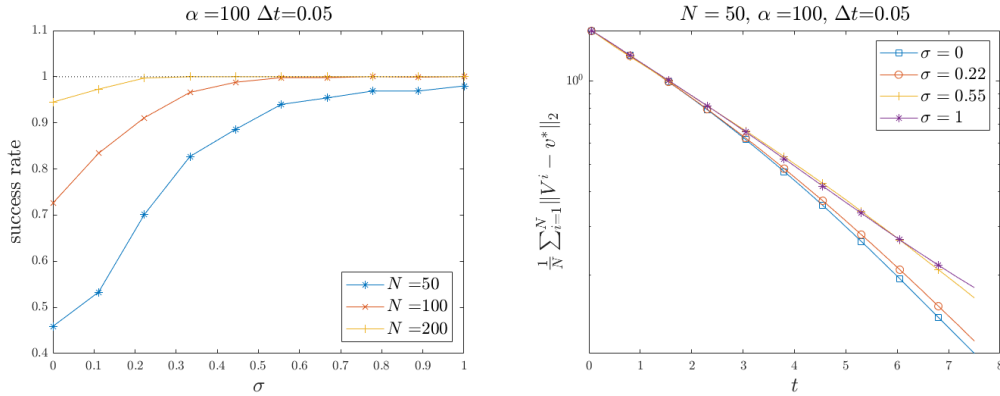 α =100 Δt=0.05
1.1
1
0.9
0.8
0.7
0.6
0.5
0.4
success rate
0 0.1 0.2 0.3 0.4 0.5 0.6 0.7 0.8 0.9 1
σ
N =50
N =100
N =200
N = 50, α =100, Δt=0.05
10⁰
1/N ∑ᵢ₌₁ᴺ ||Vⁱ − v*||₂
σ = 0
σ = 0.22
σ = 0.55
σ = 1
0 1 2 3 4 5 6 7 8
t